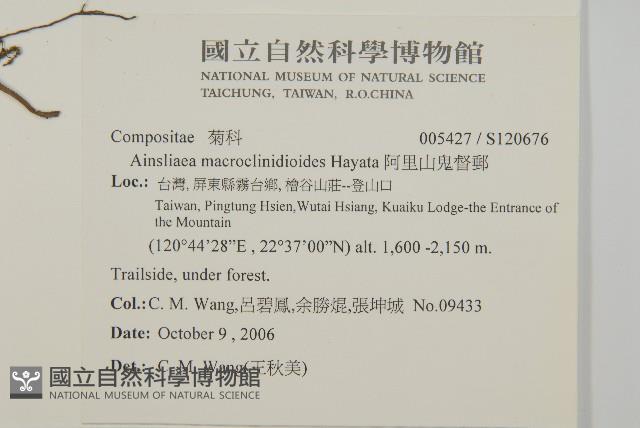 國立自然科學博物館
NATIONAL MUSEUM OF NATURAL SCIENCE
TAICHUNG, TAIWAN, R.O.CHINA
Compositae 菊科 005427 / S120676
Ainsliaea macroclinidioides Hayata 阿里山鬼督郵
Loc.: 台灣, 屏東縣霧台鄉, 檜谷山莊--登山口
Taiwan, Pingtung Hsien,Wutai Hsiang, Kuaiku Lodge-the Entrance of
the Mountain
(120°44'28”E , 22°37'00”N) alt. 1,600 -2,150 m.
Trailside, under forest.
Col.: C. M. Wang,呂碧鳳,余勝焜,張坤城 No.09433
Date: October 9 , 2006
Det.: C. M. Wang(王秋美)
國立自然科學博物館
NATIONAL MUSEUM OF NATURAL SCIENCE